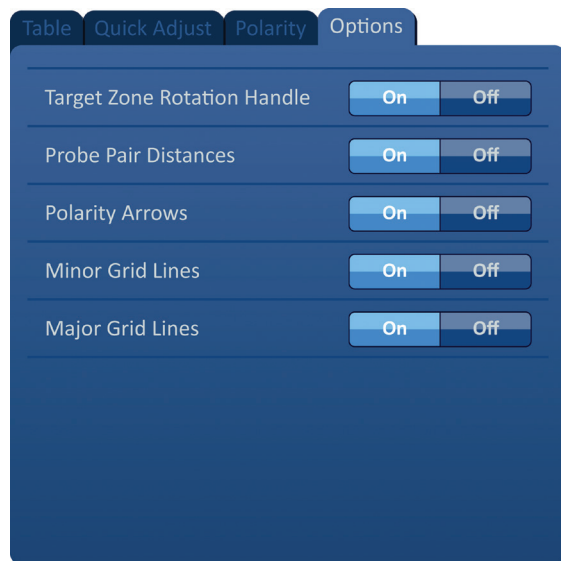 Table Quick Adjust Polarity Options
Target Zone Rotation Handle On Off
Probe Pair Distances On Off
Polarity Arrows On Off
Minor Grid Lines On Off
Major Grid Lines On Off